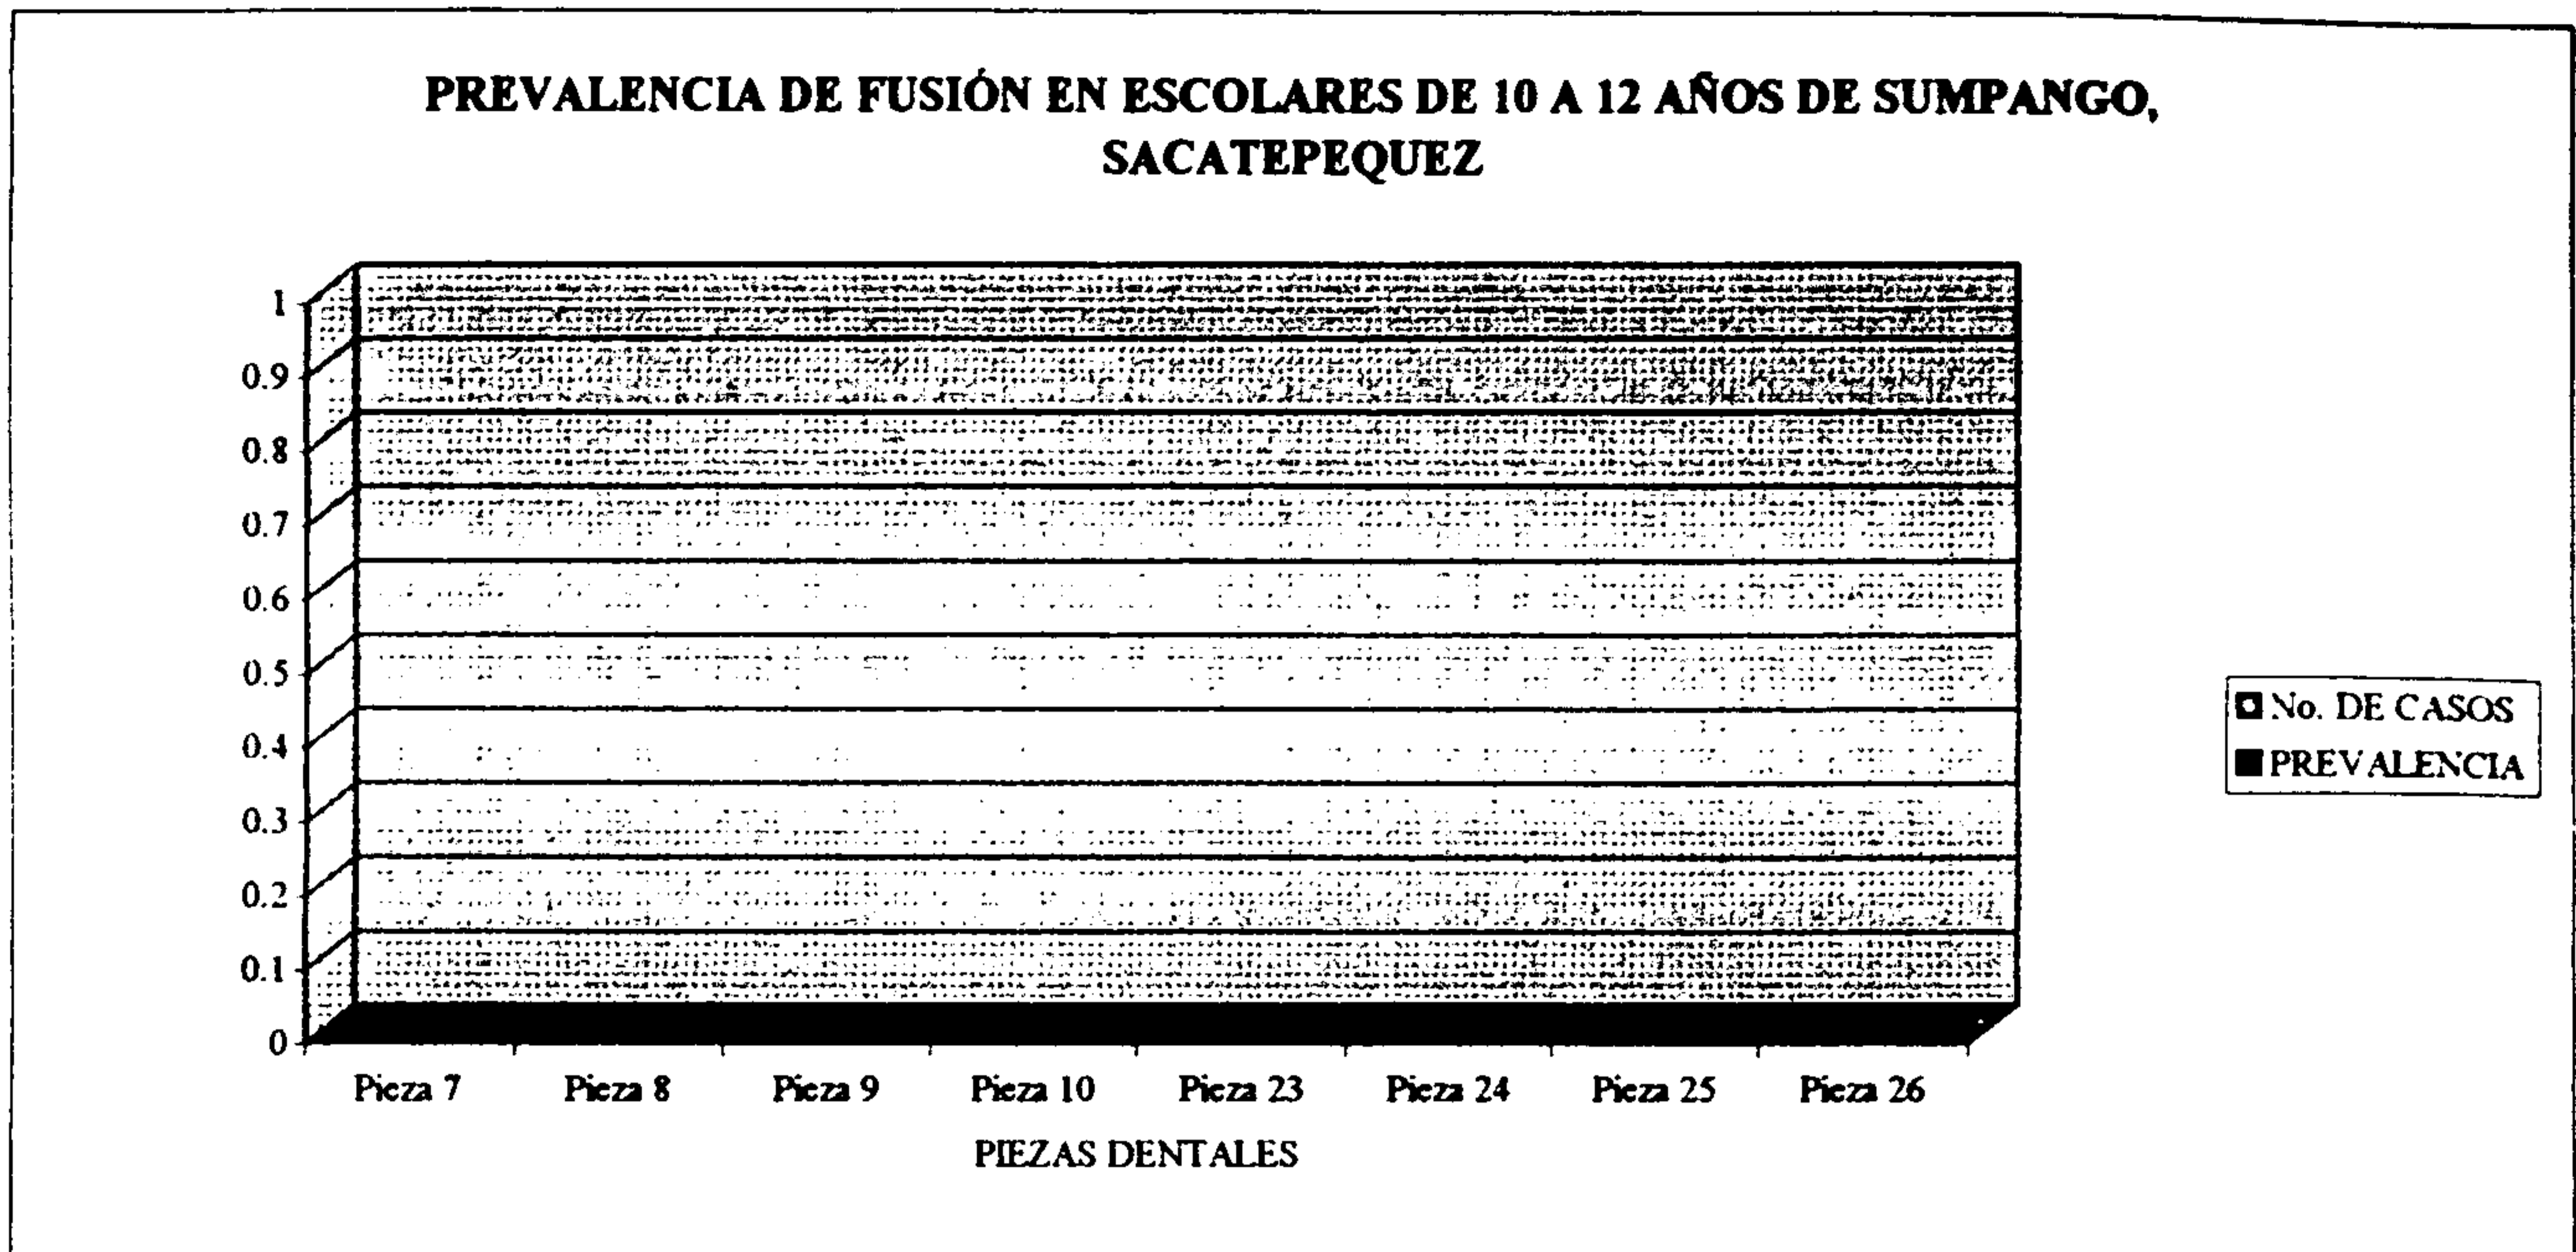 PREVALENCIA DE FUSIÓN EN ESCOLARES DE 10 A 12 AÑOS DE SUMPANGO,
SACATEPEQUEZ
1
0.9
0.8
0.7
0.6
0.5
0.4
0.3
0.2
0.1
0
Pieza 7 Pieza 8 Pieza 9 Pieza 10 Pieza 23 Pieza 24 Pieza 25 Pieza 26
PIEZAS DENTALES
No. DE CASOS
PREVALENCIA